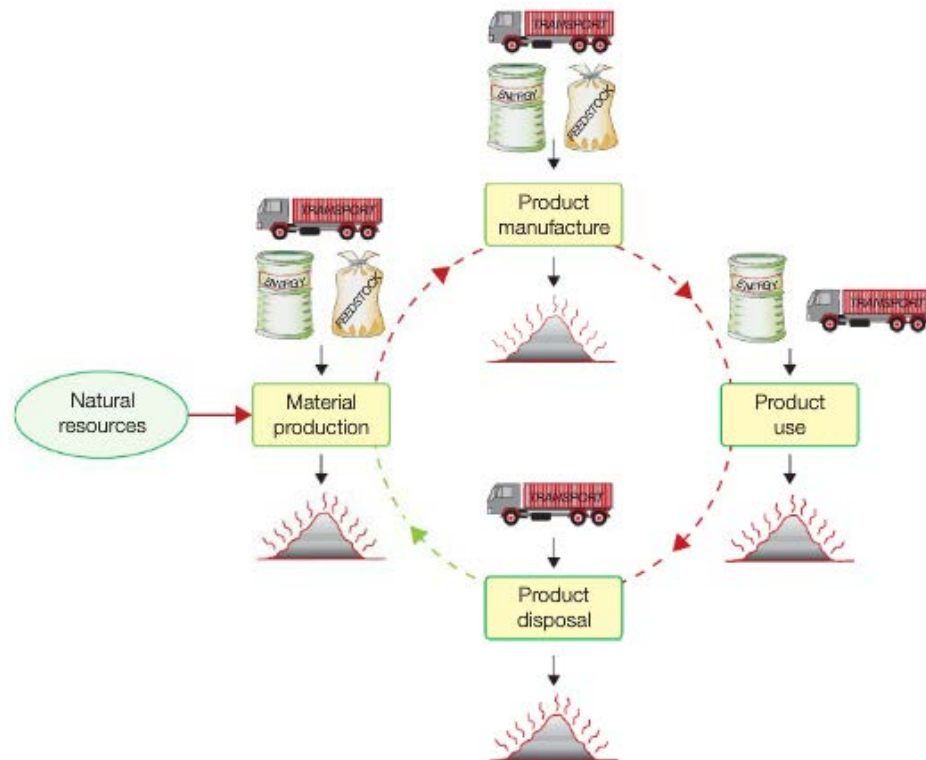 TRANSPORT
ENERGY
FEEDSTOCK
Product
manufacture
TRANSPORT
ENERGY
FEEDSTOCK
ENERGY
TRANSPORT
Natural
resources
Material
production
Product
use
TRANSPORT
Product
disposal